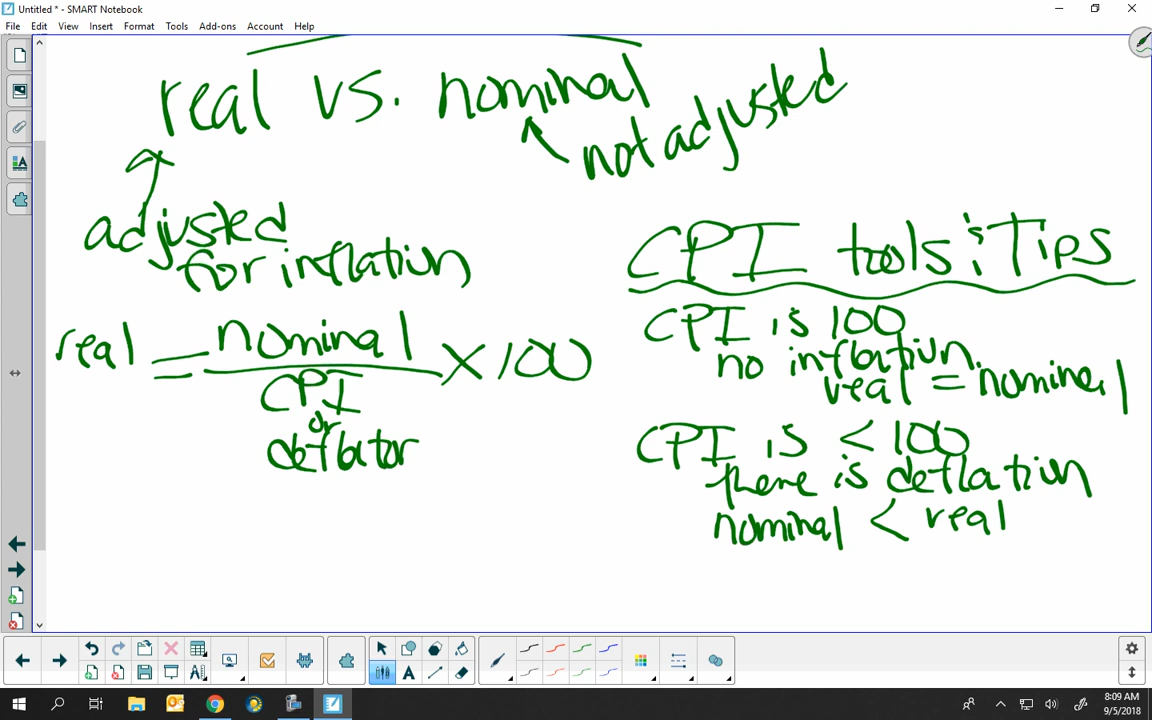 Untitled * - SMART Notebook
File Edit View Insert Format Tools Add-ons Account Help
real vs. nominal
not adjusted
adjusted
for inflation
real = nominal × 100
CPI
or
deflator
CPI tools & Tips
CPI is 100
no inflation.
real = nominal
CPI is < 100
there is deflation
nominal < real
8:09 AM
9/5/2018